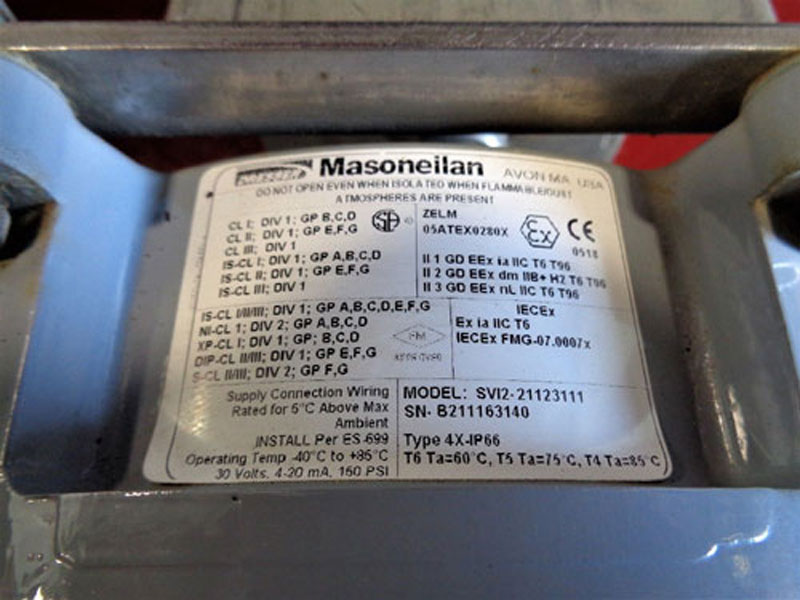 Masoneilan AVON MA, USA
DO NOT OPEN EVEN WHEN ISOLATED WHEN FLAMMABLE/DUST
ATMOSPHERES ARE PRESENT
CL I; DIV 1; GP B,C,D
CL II; DIV 1; GP E,F,G
CL III; DIV 1
IS-CL I; DIV 1; GP A,B,C,D
IS-CL II; DIV 1; GP E,F,G
IS-CL III; DIV 1
SA
ZELM
05ATEX0280X
Ex CE
0518
II 1 GD EEx ia IIC T6 T96
II 2 GD EEx dm IIB+ H2 T6 T96
II 3 GD EEx nL IIC T6 T96
IS-CL I/II/III; DIV 1; GP A,B,C,D,E,F,G
NI-CL 1; DIV 2; GP A,B,C,D
XP-CL I; DIV 1; GP; B,C,D
DIP-CL II/III; DIV 1; GP E,F,G
S-CL II/III; DIV 2; GP F,G
FM
APPROVED
IECEx
Ex ia IIC T6
IECEx FMG-07.0007x
Supply Connection Wiring
Rated for 5°C Above Max
Ambient
INSTALL Per ES-699
Operating Temp -40°C to +85°C
30 Volts, 4-20 mA, 150 PSI
MODEL: SVI2-21123111
SN- B211163140
Type 4X-IP66
T6 Ta=60°C, T5 Ta=75°C, T4 Ta=85°C